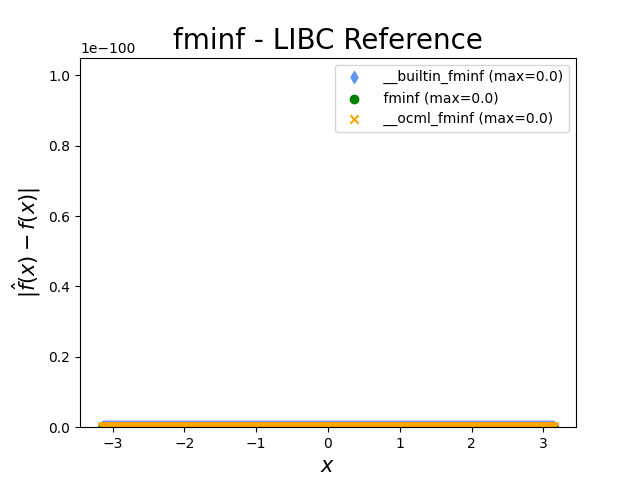 fminf - LIBC Reference
1e−100
1.0
0.8
0.6
0.4
0.2
0.0
|f̂(x) − f(x)|
__builtin_fminf (max=0.0)
fminf (max=0.0)
__ocml_fminf (max=0.0)
−3 −2 −1 0 1 2 3
x